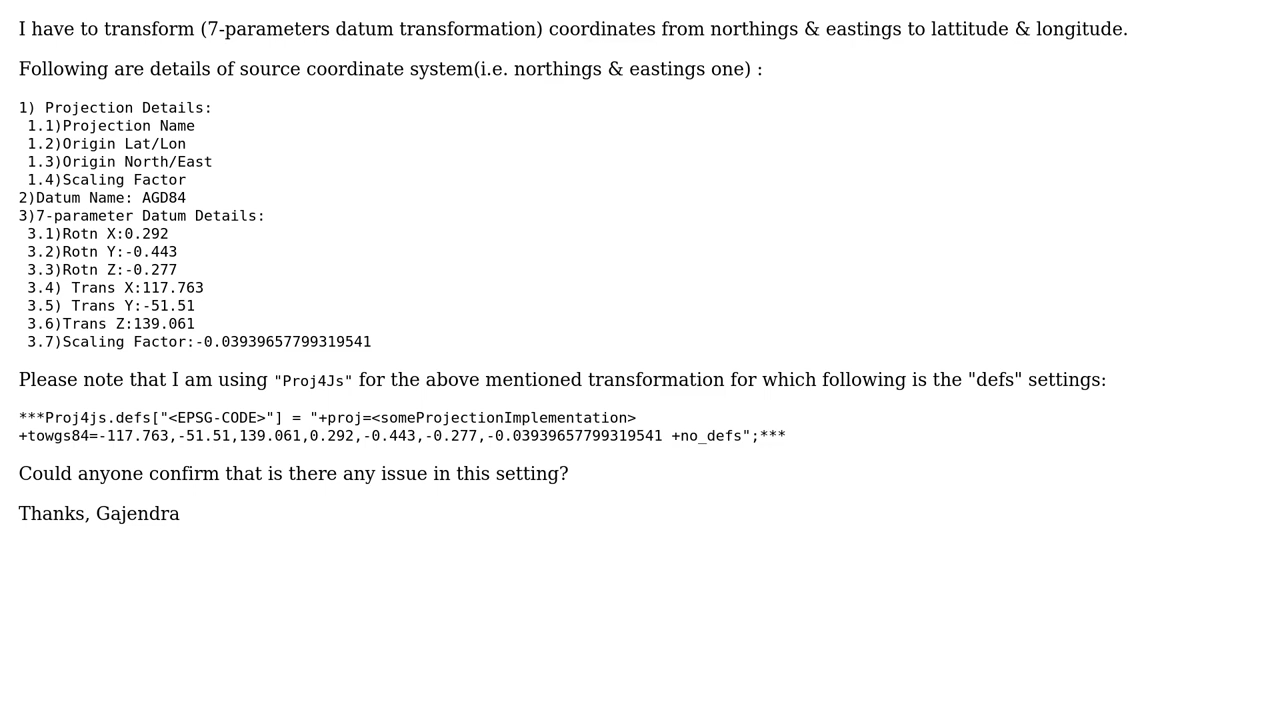 I have to transform (7-parameters datum transformation) coordinates from northings & eastings to lattitude & longitude.
Following are details of source coordinate system(i.e. northings & eastings one) :
1) Projection Details:
1.1)Projection Name
1.2)Origin Lat/Lon
1.3)Origin North/East
1.4)Scaling Factor
2)Datum Name: AGD84
3)7-parameter Datum Details:
3.1)Rotn X:0.292
3.2)Rotn Y:-0.443
3.3)Rotn Z:-0.277
3.4) Trans X:117.763
3.5) Trans Y:-51.51
3.6)Trans Z:139.061
3.7)Scaling Factor:-0.03939657799319541
Please note that I am using "Proj4Js" for the above mentioned transformation for which following is the "defs" settings:
***Proj4js.defs["<EPSG-CODE>"] = "+proj=<someProjectionImplementation>
+towgs84=-117.763,-51.51,139.061,0.292,-0.443,-0.277,-0.03939657799319541 +no_defs";***
Could anyone confirm that is there any issue in this setting?
Thanks, Gajendra